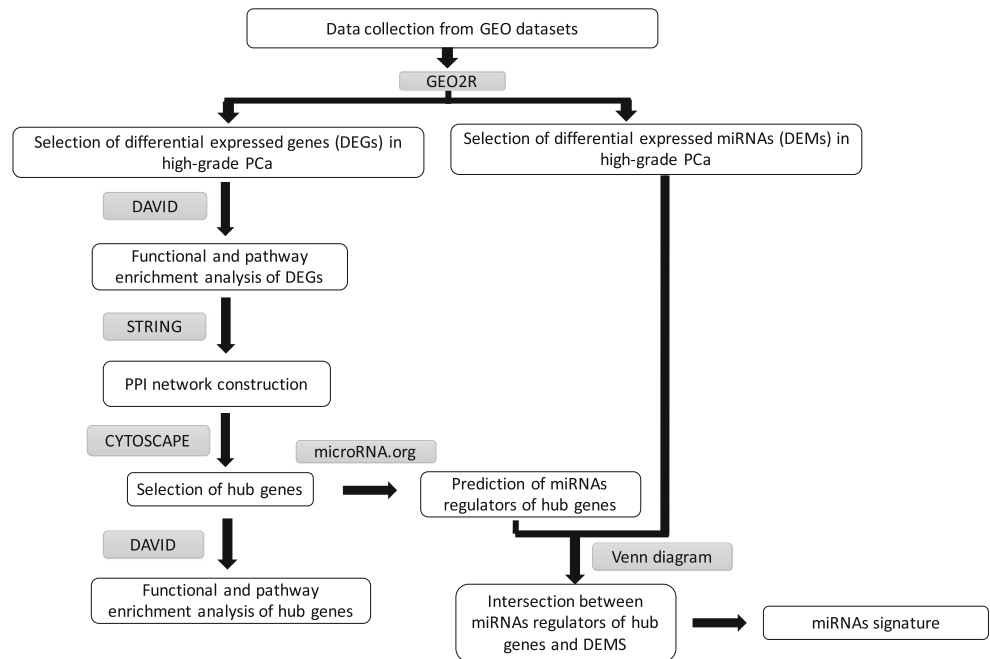 Data collection from GEO datasets
GEO2R
Selection of differential expressed genes (DEGs) in
high-grade PCa
Selection of differential expressed miRNAs (DEMs) in
high-grade PCa
DAVID
Functional and pathway
enrichment analysis of DEGs
STRING
PPI network construction
CYTOSCAPE
microRNA.org
Selection of hub genes
Prediction of miRNAs
regulators of hub genes
DAVID
Venn diagram
Functional and pathway
enrichment analysis of hub genes
Intersection between
miRNAs regulators of hub
genes and DEMS
miRNAs signature